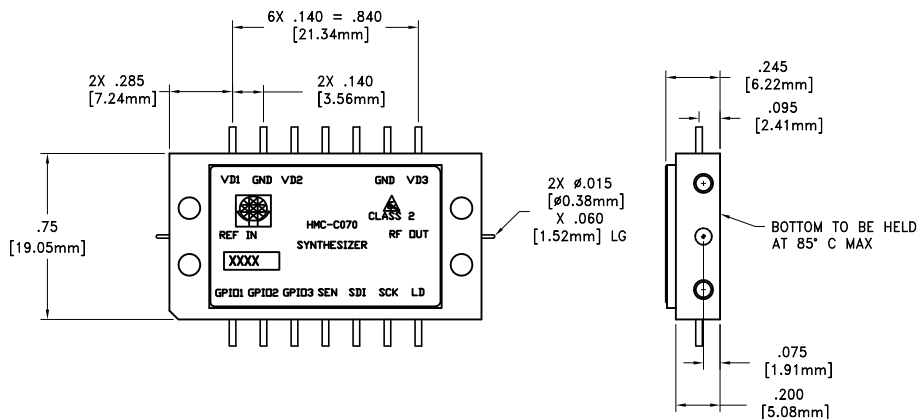 6X .140 = .840
[21.34mm]
2X .285
[7.24mm]
2X .140
[3.56mm]
.245
[6.22mm]
.095
[2.41mm]
VD1 GND VD2 GND VD3
.75
[19.05mm]
CLASS 2
HMC-C070
REF IN
RF OUT
SYNTHESIZER
XXXX
GPIO1 GPIO2 GPIO3 SEN SDI SCK LD
2X ø.015
[ø0.38mm]
X .060
[1.52mm] LG
BOTTOM TO BE HELD
AT 85° C MAX
.075
[1.91mm]
.200
[5.08mm]